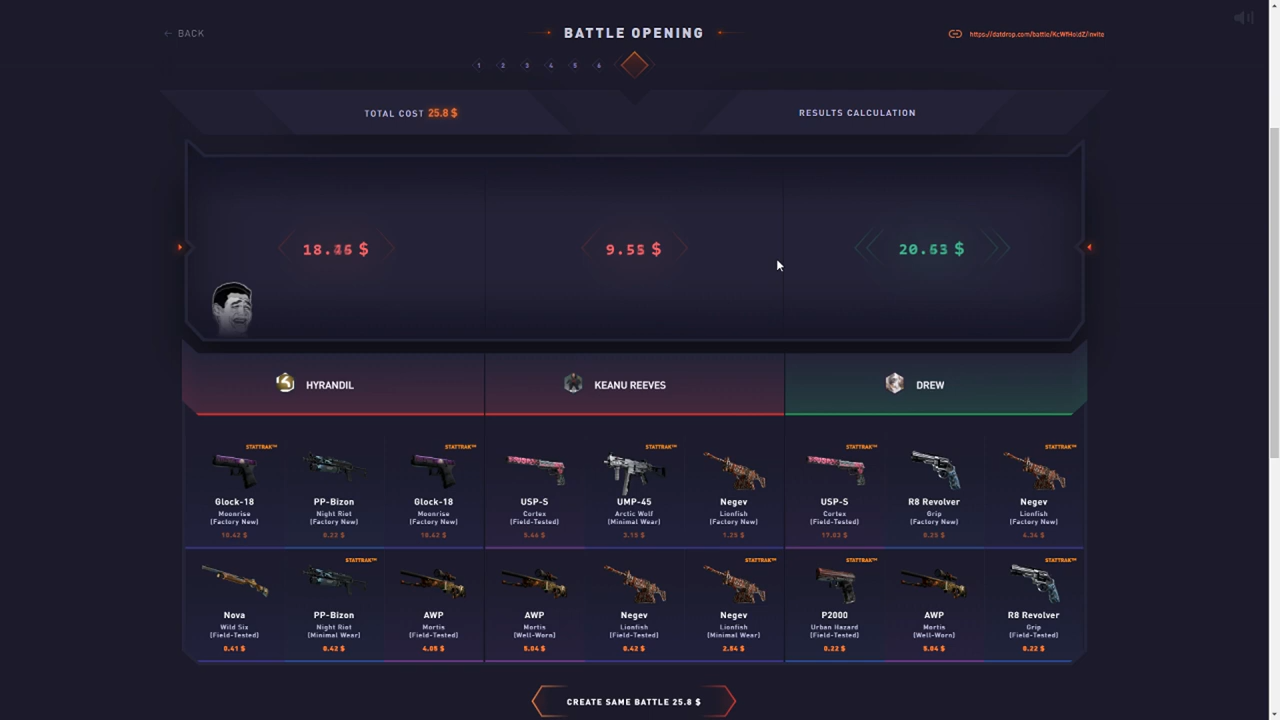 ← BACK
BATTLE OPENING
https://datdrop.com/battle/KcWfHoldZ/invite
1 2 3 4 5 6
TOTAL COST 25.8 $
RESULTS CALCULATION
9.55 $
HYRANDIL
KEANU REEVES
DREW
STATTRAK™ STATTRAK™ STATTRAK™ STATTRAK™ STATTRAK™
Glock-18 PP-Bizon Glock-18 USP-S UMP-45 Negev USP-S R8 Revolver Negev
Moonrise Night Riot Moonrise Cortex Arctic Wolf Lionfish Cortex Grip Lionfish
(Factory New) (Factory New) (Factory New) (Field-Tested) (Minimal Wear) (Factory New) (Field-Tested) (Factory New) (Factory New)
10.42 $ 0.22 $ 10.42 $ 5.46 $ 3.15 $ 1.25 $ 17.03 $ 0.25 $ 4.34 $
STATTRAK™ STATTRAK™ STATTRAK™ STATTRAK™
Nova PP-Bizon AWP AWP Negev Negev P2000 AWP R8 Revolver
Wild Six Night Riot Mortis Mortis Lionfish Lionfish Urban Hazard Mortis Grip
(Field-Tested) (Minimal Wear) (Field-Tested) (Well-Worn) (Field-Tested) (Minimal Wear) (Field-Tested) (Well-Worn) (Field-Tested)
0.41 $ 0.42 $ 4.05 $ 5.04 $ 0.42 $ 2.54 $ 0.22 $ 5.04 $ 0.22 $
CREATE SAME BATTLE 25.8 $